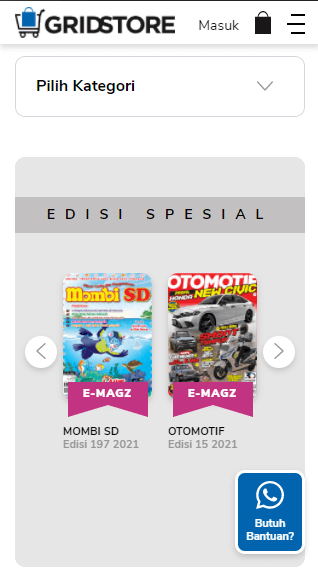 GRIDSTORE
Masuk
Pilih Kategori
EDISI SPESIAL
Mombi SD
OTOMOTIF
HONDA NEW CIVIC
E-MAGZ
E-MAGZ
MOMBI SD
Edisi 197 2021
OTOMOTIF
Edisi 15 2021
Butuh
Bantuan?